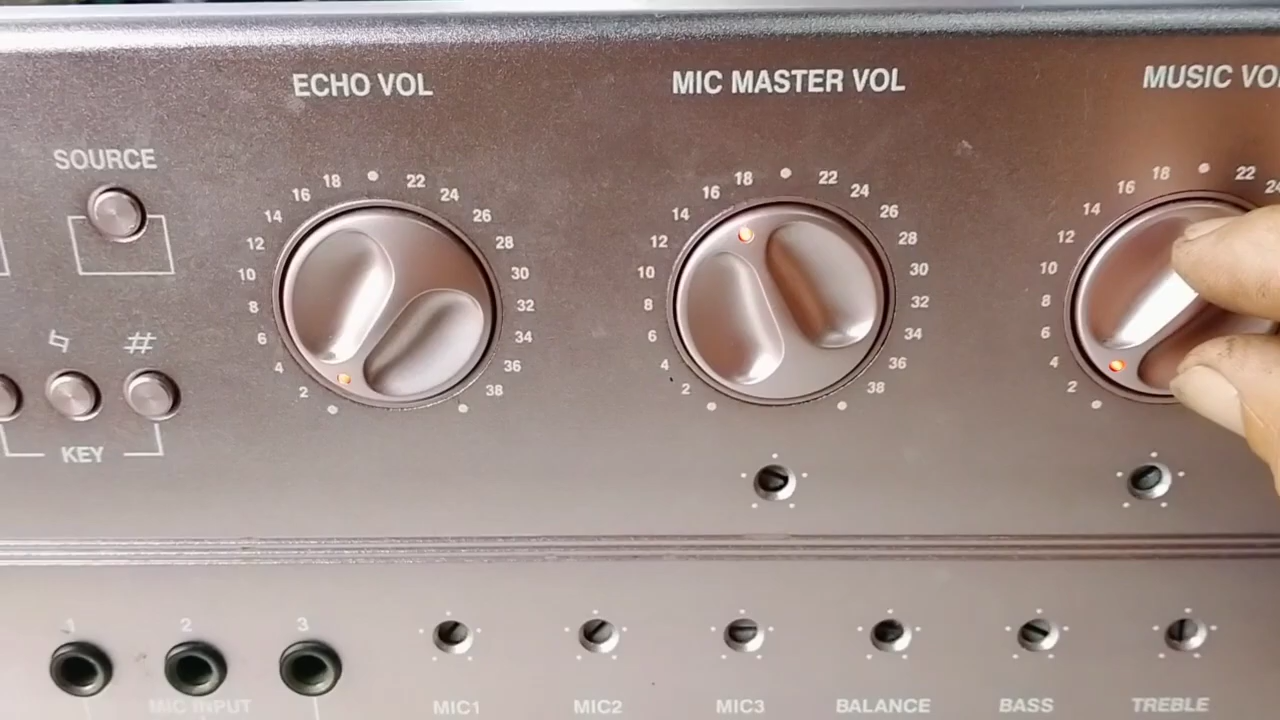 ECHO VOL
MIC MASTER VOL
MUSIC VO
SOURCE
16 18 22 24
14 26
12 28
10 30
8 32
6 34
4 36
2 38
16 18 22 24
14 26
12 28
10 30
8 32
6 34
4 36
2 38
16 18 22 24
14
12
10
8
6
4
2
♮ #
KEY
1 2 3
MIC INPUT
MIC1 MIC2 MIC3 BALANCE BASS TREBLE